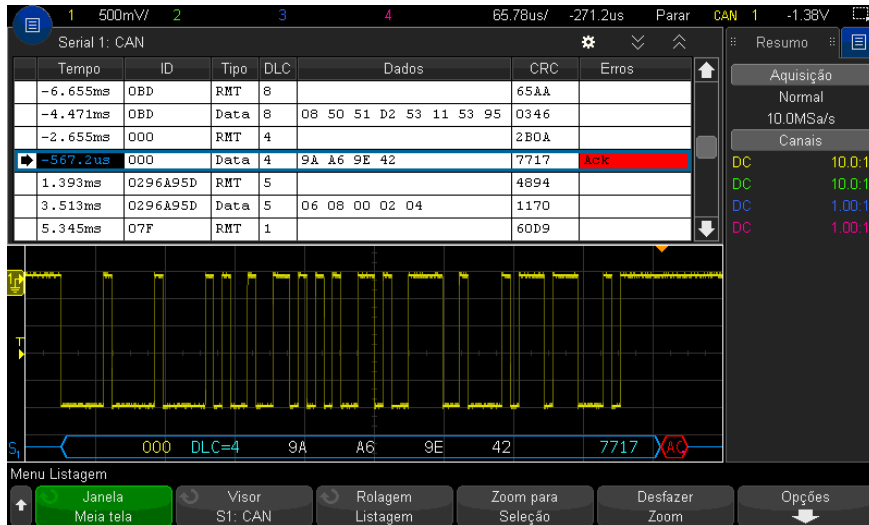 1 500mV/ 2 3 4 65.78us/ -271.2us Parar CAN 1 -1.38V
Serial 1: CAN
Resumo
Tempo ID Tipo DLC Dados CRC Erros
-6.655ms 0BD RMT 8 65AA
-4.471ms 0BD Data 8 08 50 51 D2 53 11 53 95 0346
-2.655ms 000 RMT 4 2B0A
-567.2us 000 Data 4 9A A6 9E 42 7717 Ack
1.393ms 0296A95D RMT 5 4894
3.513ms 0296A95D Data 5 06 08 00 02 04 1170
5.345ms 07F RMT 1 60D9
Aquisição
Normal
10.0MSa/s
Canais
DC 10.0:1
DC 10.0:1
DC 1.00:1
DC 1.00:1
1
T
S1 000 DLC=4 9A A6 9E 42 7717 AC
Menu Listagem
Janela
Meia tela
Visor
S1: CAN
Rolagem
Listagem
Zoom para
Seleção
Desfazer
Zoom
Opções